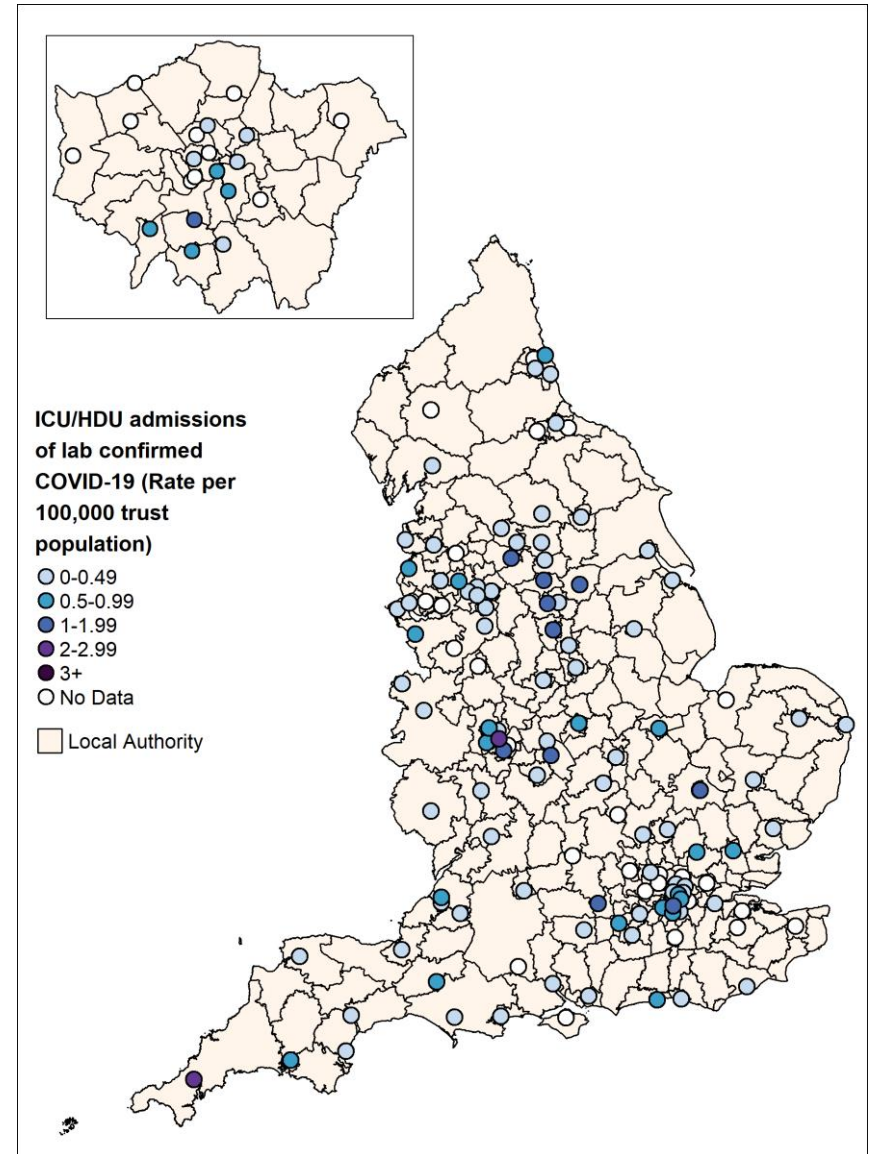 ICU/HDU admissions
of lab confirmed
COVID-19 (Rate per
100,000 trust
population)
0-0.49
0.5-0.99
1-1.99
2-2.99
3+
No Data
Local Authority